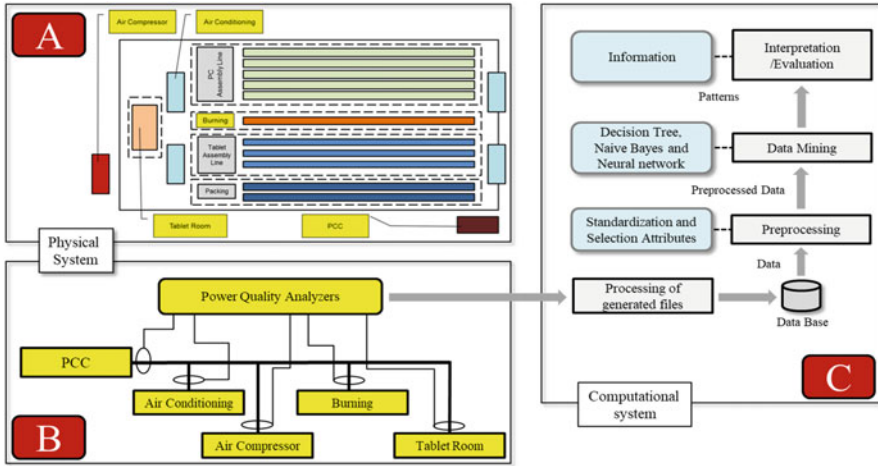 A
Air Compressor
Air Conditioning
PC
Assembly Line
Burning
Tablet
Assembly
Line
Packing
Tablet Room
PCC
Physical
System
Power Quality Analyzers
PCC
Air Conditioning
Burning
Air Compressor
Tablet Room
B
Information
Interpretation
/Evaluation
Patterns
Decision Tree,
Naive Bayes and
Neural network
Data Mining
Preprocessed Data
Standardization and
Selection Attributes
Preprocessing
Data
Processing of
generated files
Data Base
Computational
system
C